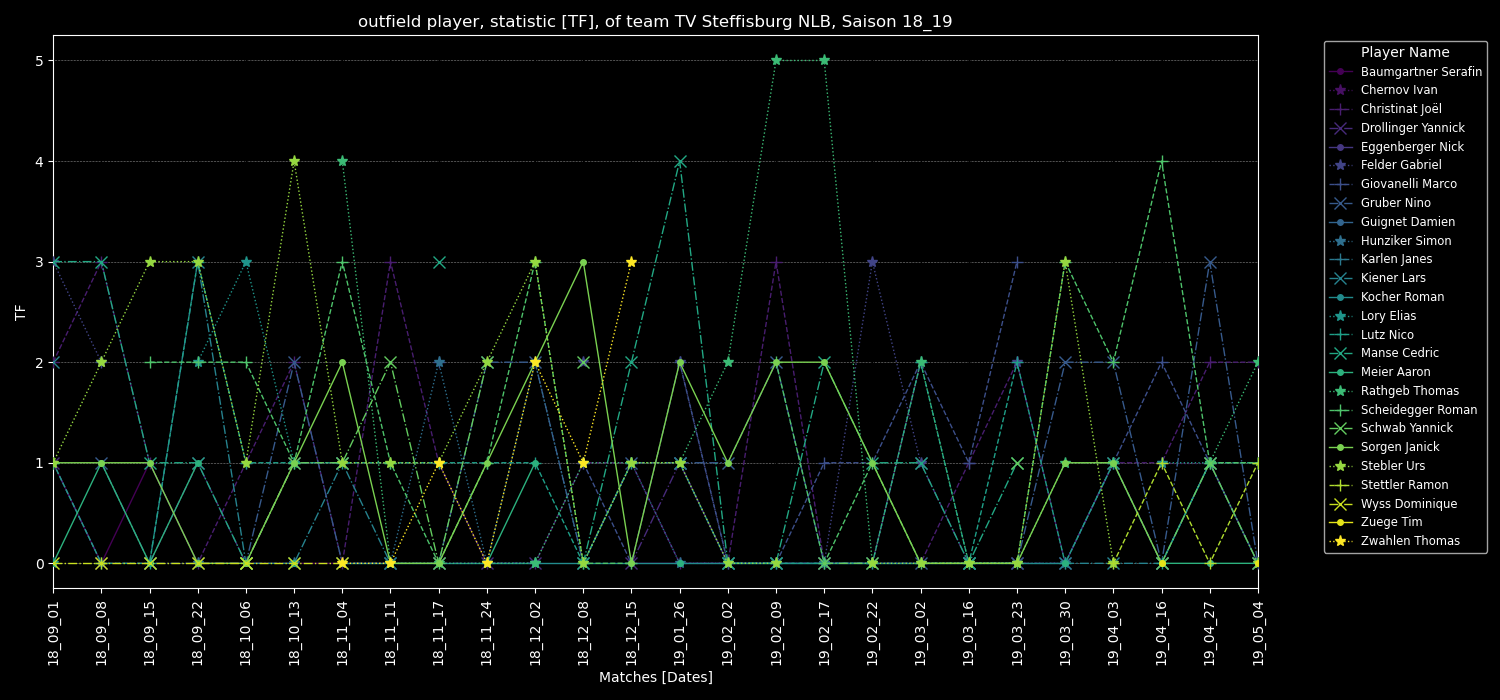 outfield player, statistic [TF], of team TV Steffisburg NLB, Saison 18_19
5
4
3
2
1
0
TF
18_09_01
18_09_08
18_09_15
18_09_22
18_10_06
18_10_13
18_11_04
18_11_11
18_11_17
18_11_24
18_12_02
18_12_08
18_12_15
19_01_26
19_02_02
19_02_09
19_02_17
19_02_22
19_03_02
19_03_16
19_03_23
19_03_30
19_04_03
19_04_16
19_04_27
19_05_04
Matches [Dates]
Player Name
Baumgartner Serafin
Chernov Ivan
Christinat Joël
Drollinger Yannick
Eggenberger Nick
Felder Gabriel
Giovanelli Marco
Gruber Nino
Guignet Damien
Hunziker Simon
Karlen Janes
Kiener Lars
Kocher Roman
Lory Elias
Lutz Nico
Manse Cedric
Meier Aaron
Rathgeb Thomas
Scheidegger Roman
Schwab Yannick
Sorgen Janick
Stebler Urs
Stettler Ramon
Wyss Dominique
Zuege Tim
Zwahlen Thomas